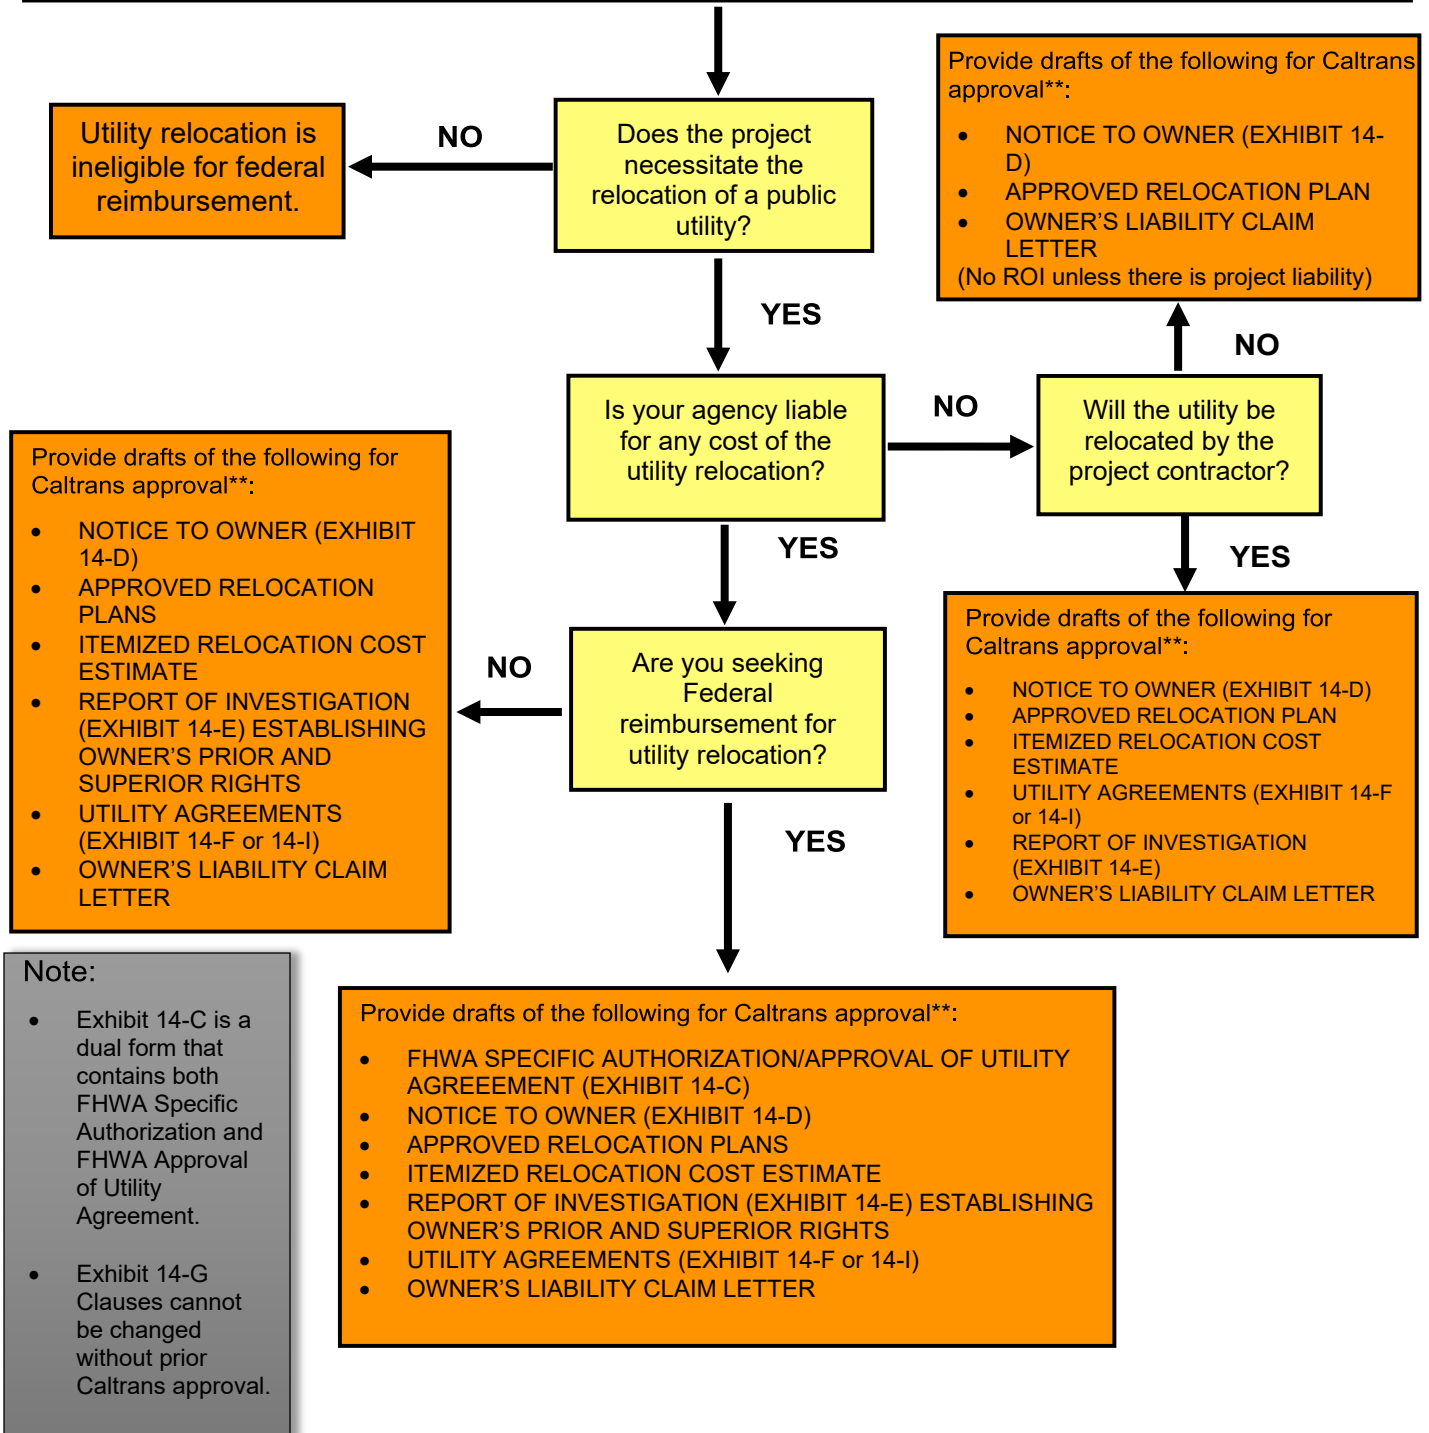 Utility relocation is
ineligible for federal
reimbursement.
NO
Does the project
necessitate the
relocation of a public
utility?
Provide drafts of the following for Caltrans
approval**:
• NOTICE TO OWNER (EXHIBIT 14-
D)
• APPROVED RELOCATION PLAN
• OWNER’S LIABILITY CLAIM
LETTER
(No ROI unless there is project liability)
YES
NO
Is your agency liable
for any cost of the
utility relocation?
NO
Will the utility be
relocated by the
project contractor?
Provide drafts of the following for
Caltrans approval**:
• NOTICE TO OWNER (EXHIBIT
14-D)
• APPROVED RELOCATION
PLANS
• ITEMIZED RELOCATION COST
ESTIMATE
• REPORT OF INVESTIGATION
(EXHIBIT 14-E) ESTABLISHING
OWNER’S PRIOR AND
SUPERIOR RIGHTS
• UTILITY AGREEMENTS
(EXHIBIT 14-F or 14-I)
• OWNER’S LIABILITY CLAIM
LETTER
YES
YES
NO
Are you seeking
Federal
reimbursement for
utility relocation?
Provide drafts of the following for
Caltrans approval**:
• NOTICE TO OWNER (EXHIBIT 14-D)
• APPROVED RELOCATION PLAN
• ITEMIZED RELOCATION COST
ESTIMATE
• UTILITY AGREEMENTS (EXHIBIT 14-F
or 14-I)
• REPORT OF INVESTIGATION
(EXHIBIT 14-E)
• OWNER’S LIABILITY CLAIM LETTER
YES
Note:
• Exhibit 14-C is a
dual form that
contains both
FHWA Specific
Authorization and
FHWA Approval
of Utility
Agreement.
• Exhibit 14-G
Clauses cannot
be changed
without prior
Caltrans approval.
Provide drafts of the following for Caltrans approval**:
• FHWA SPECIFIC AUTHORIZATION/APPROVAL OF UTILITY
AGREEEMENT (EXHIBIT 14-C)
• NOTICE TO OWNER (EXHIBIT 14-D)
• APPROVED RELOCATION PLANS
• ITEMIZED RELOCATION COST ESTIMATE
• REPORT OF INVESTIGATION (EXHIBIT 14-E) ESTABLISHING
OWNER’S PRIOR AND SUPERIOR RIGHTS
• UTILITY AGREEMENTS (EXHIBIT 14-F or 14-I)
• OWNER’S LIABILITY CLAIM LETTER